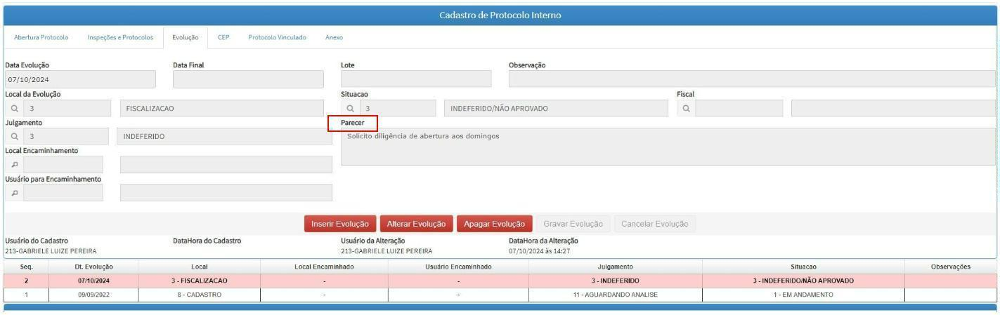 Cadastro de Protocolo Interno
Abertura Protocolo Inspeções e Protocolos Evolução CEP Protocolo Vinculado Anexo
Data Evolução Data Final Lote Observação
07/10/2024
Local da Evolução Situacao Fiscal
3 FISCALIZACAO 3 INDEFERIDO/NÃO APROVADO
Julgamento Parecer
3 INDEFERIDO Solicito diligência de abertura aos domingos
Local Encaminhamento
Usuário para Encaminhamento
Inserir Evolução Alterar Evolução Apagar Evolução Gravar Evolução Cancelar Evolução
Usuário do Cadastro DataHora do Cadastro Usuário da Alteração DataHora da Alteração
213-GABRIELE LUIZE PEREIRA 213-GABRIELE LUIZE PEREIRA 07/10/2024 às 14:27
Seq. Dt. Evolução Local Local Encaminhado Usuário Encaminhado Julgamento Situacao Observações
2 07/10/2024 3 - FISCALIZACAO - - 3 - INDEFERIDO 3 - INDEFERIDO/NÃO APROVADO
1 09/09/2022 8 - CADASTRO - - 11 - AGUARDANDO ANALISE 1 - EM ANDAMENTO